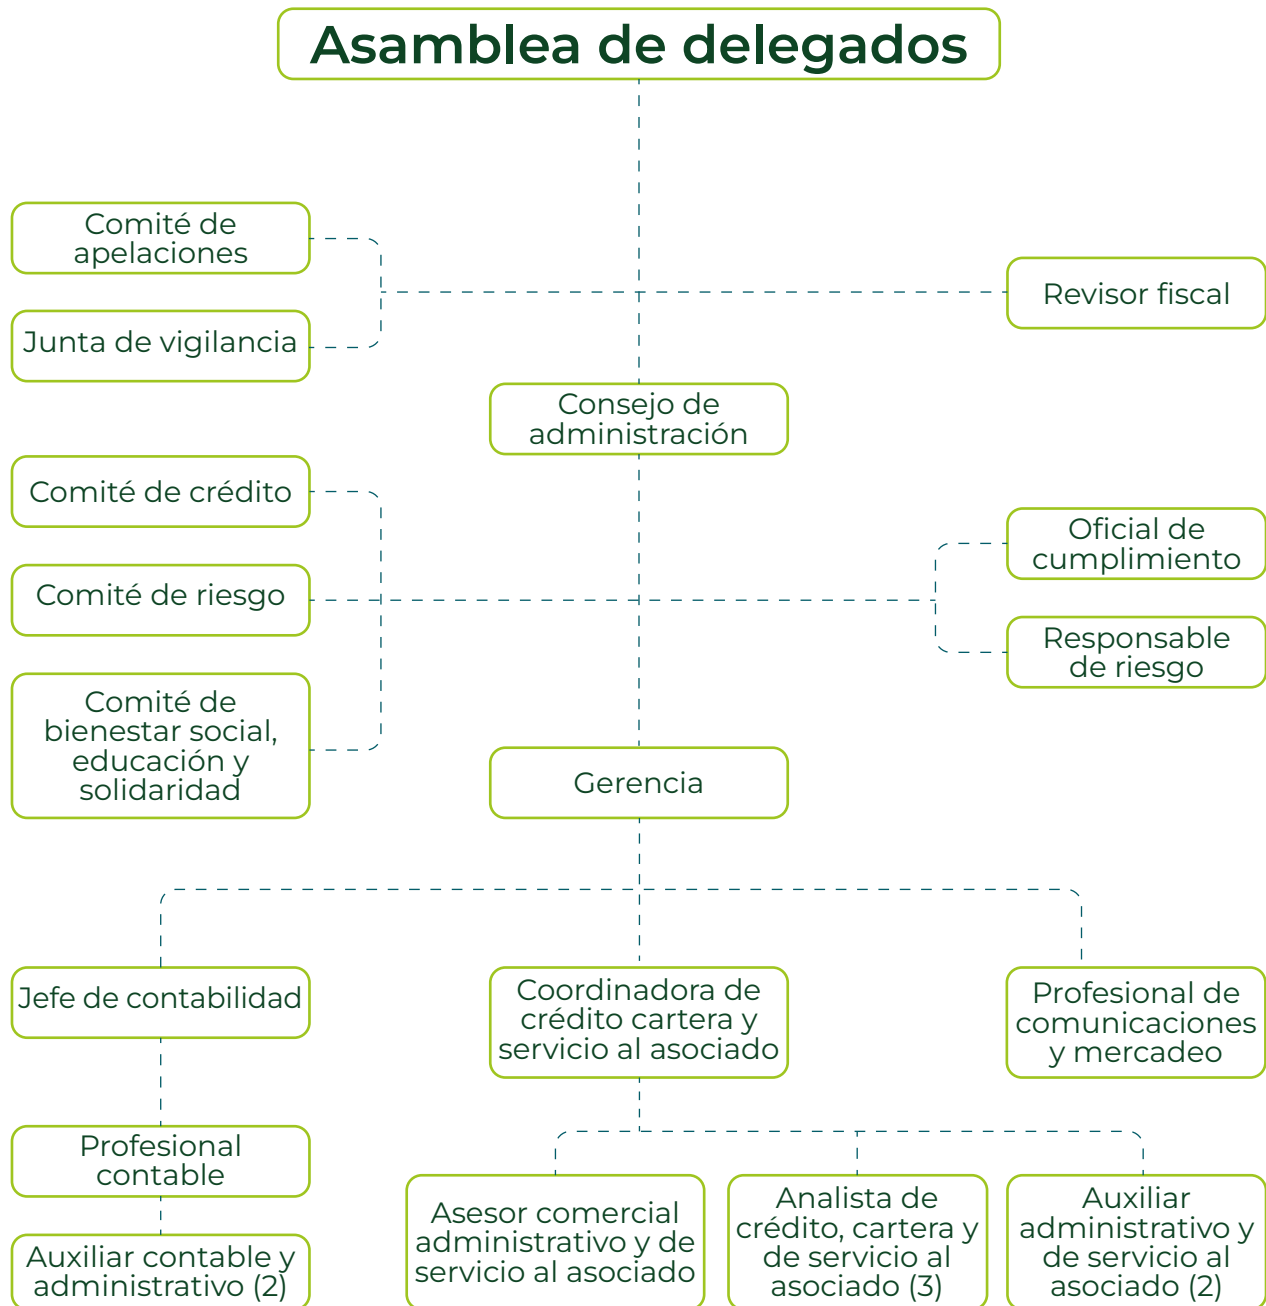 Asamblea de delegados
Comité de
apelaciones
Junta de vigilancia
Revisor fiscal
Consejo de
administración
Comité de crédito
Comité de riesgo
Comité de
bienestar social,
educación y
solidaridad
Oficial de
cumplimiento
Responsable
de riesgo
Gerencia
Jefe de contabilidad
Coordinadora de
crédito cartera y
servicio al asociado
Profesional de
comunicaciones
y mercadeo
Profesional
contable
Auxiliar contable y
administrativo (2)
Asesor comercial
administrativo y de
servicio al asociado
Analista de
crédito, cartera y
de servicio al
asociado (3)
Auxiliar
administrativo y
de servicio al
asociado (2)